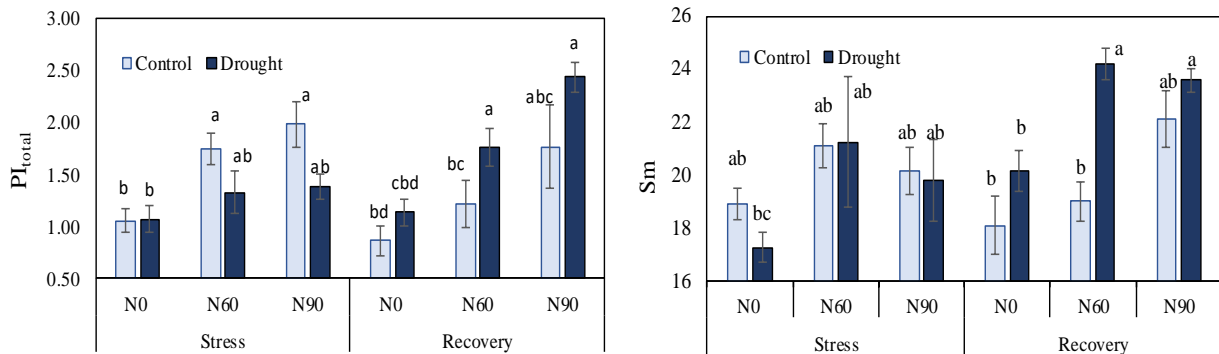 3.00
2.50
2.00
1.50
1.00
0.50
PItotal
Control Drought
b b a ab a ab bd cbd bc a abc a
N0 N60 N90 N0 N60 N90
Stress Recovery
26
24
22
20
18
16
Sm
Control Drought
ab bc ab ab ab ab b b b a ab a
N0 N60 N90 N0 N60 N90
Stress Recovery